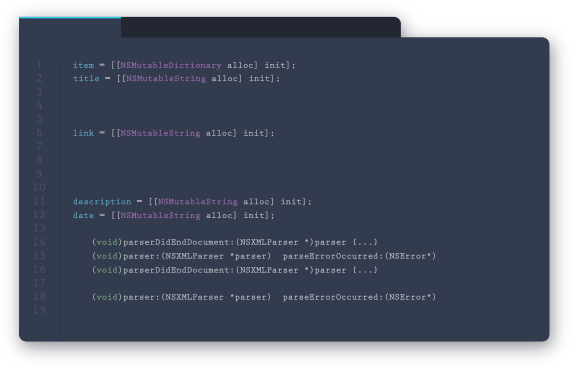 1 item = [[NSMutableDictionary alloc] init];
2 title = [[NSMutableString alloc] init];
3
4
5
6 link = [[NSMutableString alloc] init];
7
8
9
10
11 description = [[NSMutableString alloc] init];
12 date = [[NSMutableString alloc] init];
13
14 (void)parserDidEndDocument:(NSXMLParser *)parser {...}
15 (void)parser:(NSXMLParser *parser)  parseErrorOccurred:(NSError*)
16 (void)parserDidEndDocument:(NSXMLParser *)parser {...}
17
18 (void)parser:(NSXMLParser *parser)  parseErrorOccurred:(NSError*)
19